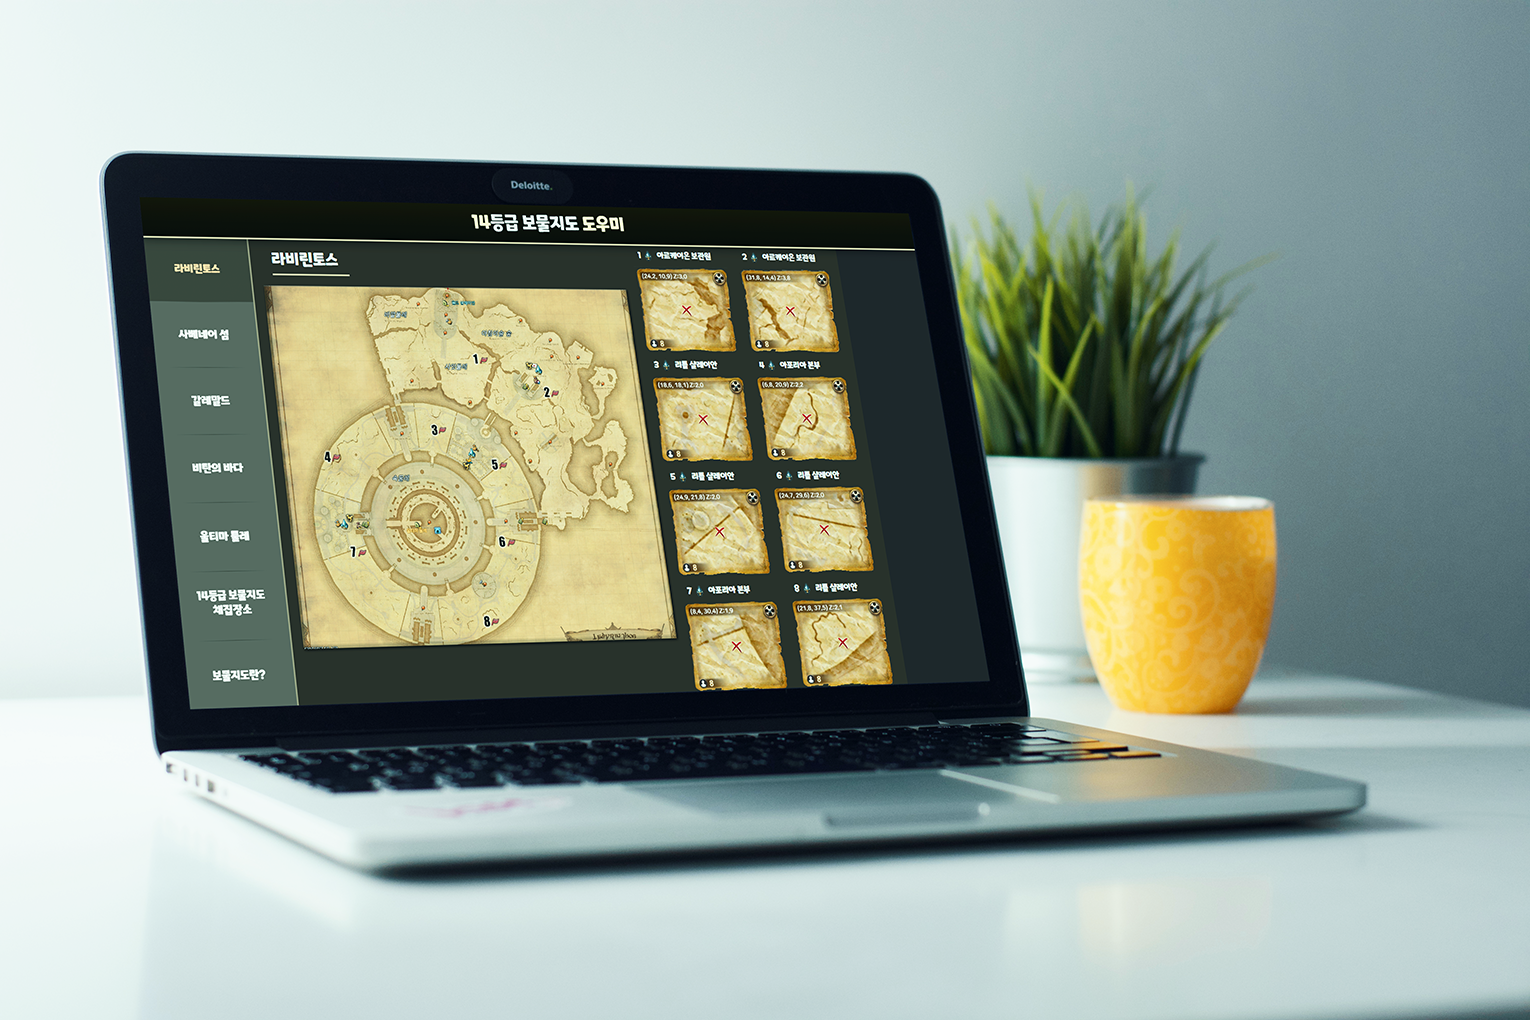 Deloitte.
14등급 보물지도 도우미
라비린토스
사베네어 섬
갈레말드
비탄의 바다
울티마 툴레
14등급 보물지도
채집장소
보물지도란?
라비린토스
1
2
3
4
5
6
7
8
1 아르케이온 보관원
(24,2, 10,9) Z:3,0
8
2 아르케이온 보관원
(31,8, 14,4) Z:3,8
8
3 리틀 샬레이안
(18,6, 18,1) Z:2,0
8
4 아포리아 본부
(6,8, 20,9) Z:2,2
8
5 리틀 샬레이안
(24,9, 21,8) Z:2,0
8
6 리틀 샬레이안
(24,7, 29,6) Z:2,0
8
7 아포리아 본부
(8,4, 30,4) Z:1,9
8
8 리틀 샬레이안
(21,8, 37,5) Z:2,1
8